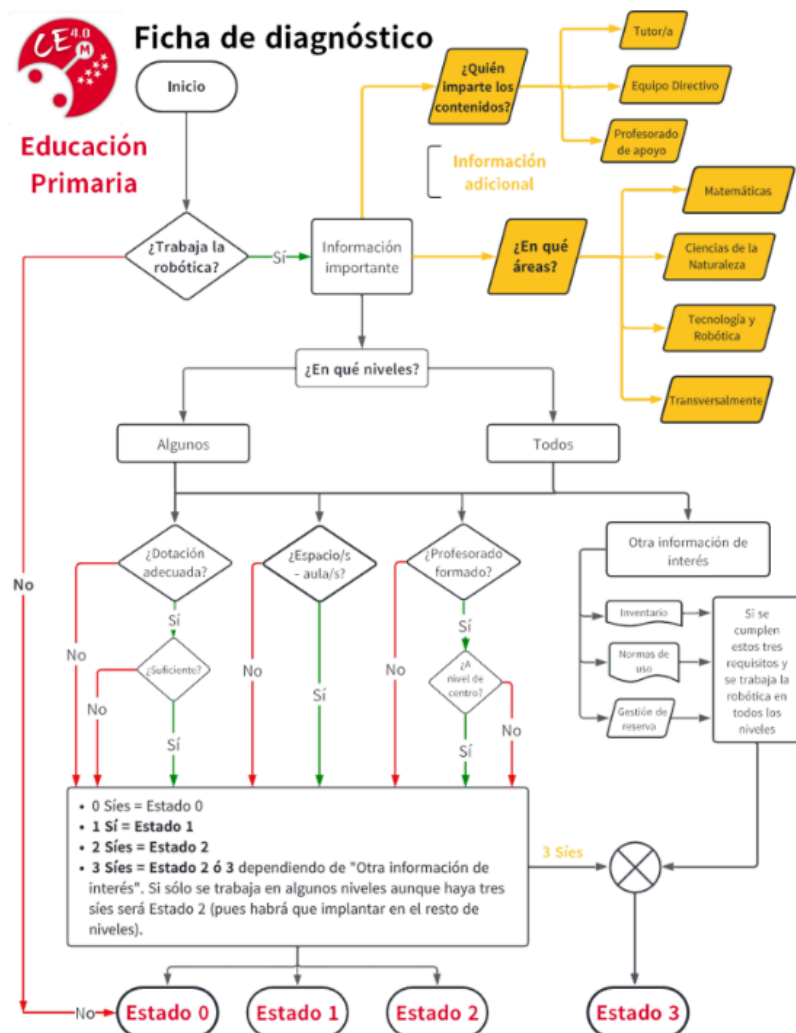 CE 4.0
M
Ficha de diagnóstico
Educación
Primaria
Inicio
¿Quién
imparte los
contenidos?
Tutor/a
Equipo Directivo
Profesorado
de apoyo
Información
adicional
¿Trabaja la
robótica?
Sí
Información
importante
¿En qué
áreas?
Matemáticas
Ciencias de la
Naturaleza
Tecnología y
Robótica
Transversalmente
¿En qué niveles?
Algunos
Todos
No
¿Dotación
adecuada?
¿Espacio/s
- aula/s?
¿Profesorado
formado?
Otra información de
interés
Sí
Sí
No
¿Suficiente?
No
Sí
No
¿A
nivel de
centro?
Inventario
Normas de
uso
Gestión de
reserva
Si se
cumplen
estos tres
requisitos y
se trabaja la
robótica en
todos los
niveles
No
Sí
Sí
No
• 0 Síes = Estado 0
• 1 Sí = Estado 1
• 2 Síes = Estado 2
• 3 Síes = Estado 2 ó 3 dependiendo de "Otra información de
interés". Si sólo se trabaja en algunos niveles aunque haya tres
síes será Estado 2 (pues habrá que implantar en el resto de
niveles).
3 Síes
No
Estado 0
Estado 1
Estado 2
Estado 3